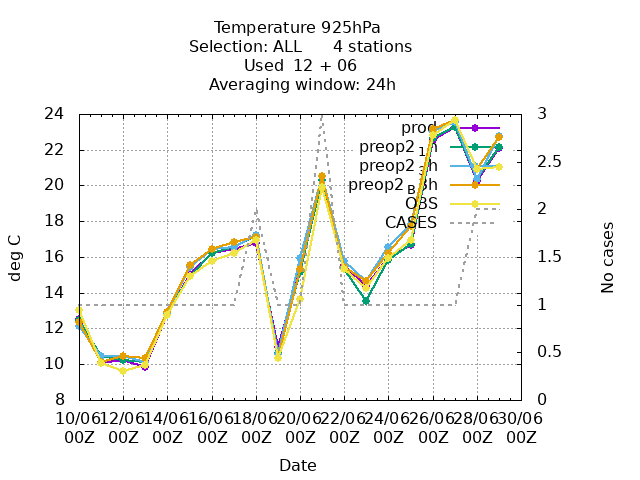 Temperature 925hPa
Selection: ALL 4 stations
Used 12 + 06
Averaging window: 24h
deg C
No cases
24
22
20
18
16
14
12
10
8
3
2.5
2
1.5
1
0.5
0
prod
OBS
CASES
10/06 12/06 14/06 16/06 18/06 20/06 22/06 24/06 26/06 28/06 30/06
00Z 00Z 00Z 00Z 00Z 00Z 00Z 00Z 00Z 00Z 00Z
Date